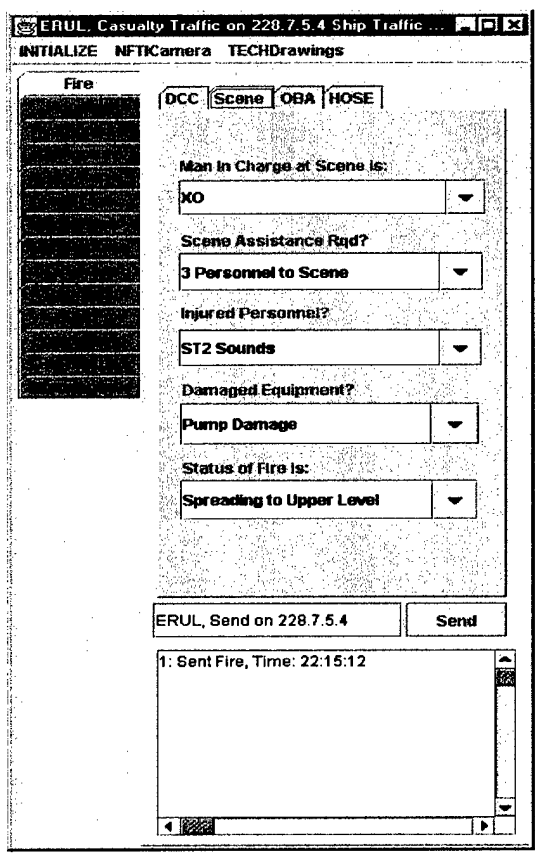 ERUL, Casualty Traffic on 228.7.5.4 Ship Traffic ...
INITIALIZE NFTICamera TECHDrawings
Fire
DCC Scene OBA HOSE
Man In Charge at Scene is:
XO
Scene Assistance Rqd?
3 Personnel to Scene
Injured Personnel?
ST2 Sounds
Damaged Equipment?
Pump Damage
Status of Fire is:
Spreading to Upper Level
ERUL, Send on 228.7.5.4 Send
1: Sent Fire, Time: 22:15:12